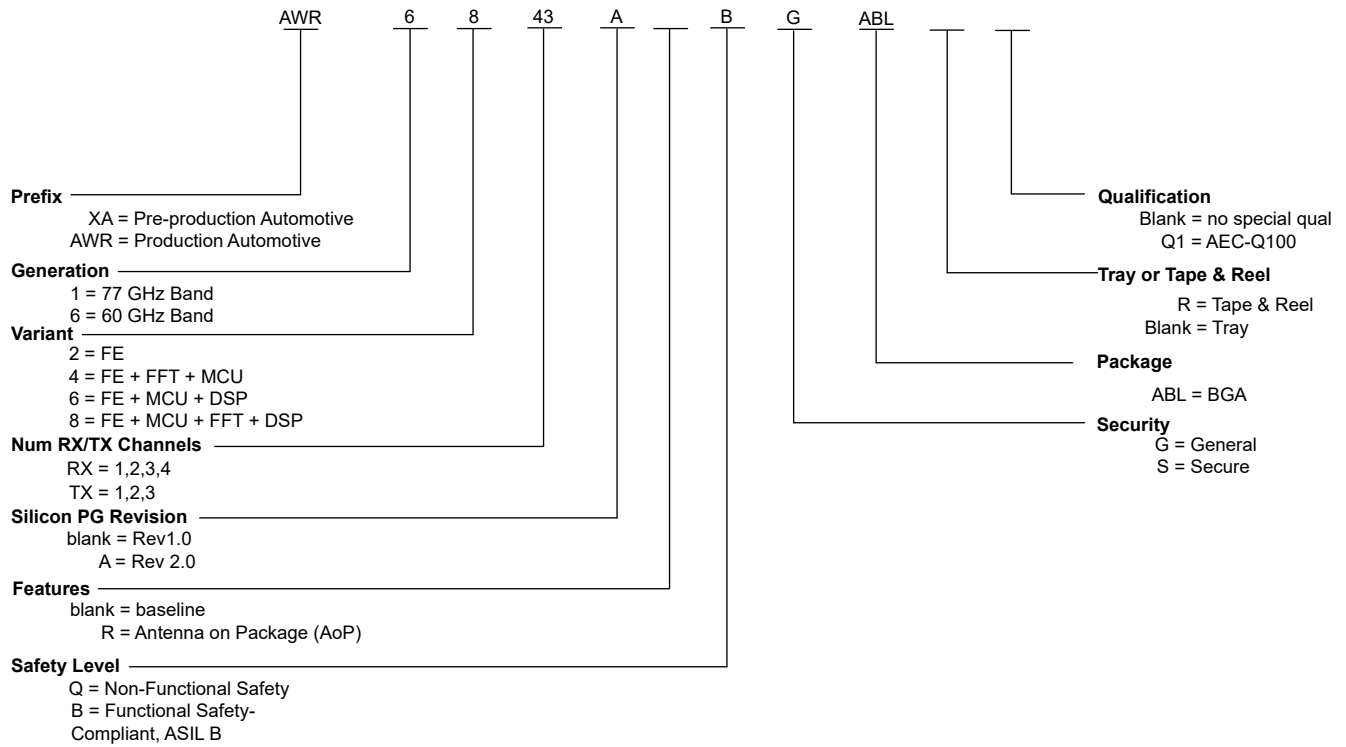 AWR 6 8 43 A B G ABL
Prefix
XA = Pre-production Automotive
AWR = Production Automotive
Generation
1 = 77 GHz Band
6 = 60 GHz Band
Variant
2 = FE
4 = FE + FFT + MCU
6 = FE + MCU + DSP
8 = FE + MCU + FFT + DSP
Num RX/TX Channels
RX = 1,2,3,4
TX = 1,2,3
Silicon PG Revision
blank = Rev1.0
A = Rev 2.0
Features
blank = baseline
R = Antenna on Package (AoP)
Safety Level
Q = Non-Functional Safety
B = Functional Safety-
Compliant, ASIL B
Qualification
Blank = no special qual
Q1 = AEC-Q100
Tray or Tape & Reel
R = Tape & Reel
Blank = Tray
Package
ABL = BGA
Security
G = General
S = Secure